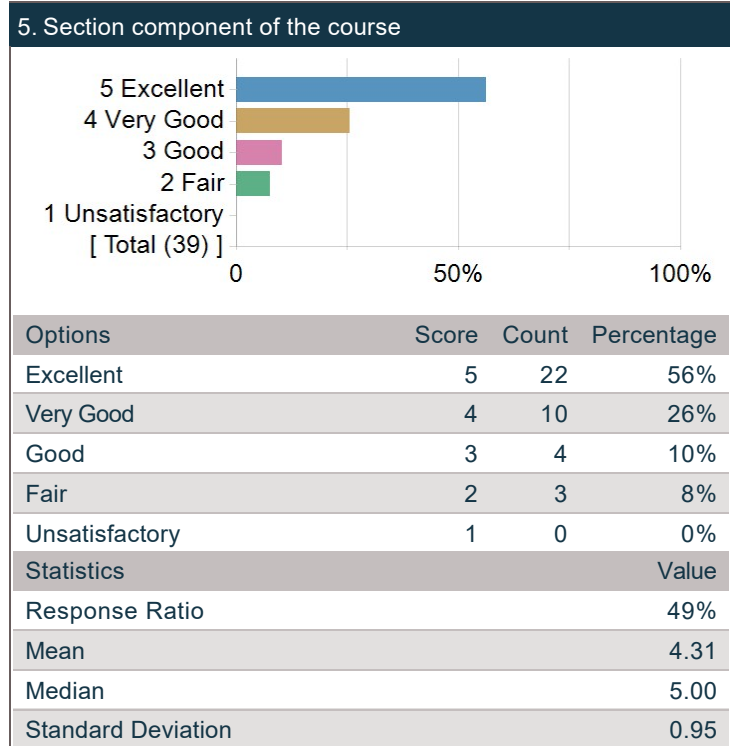 5. Section component of the course
5 Excellent
4 Very Good
3 Good
2 Fair
1 Unsatisfactory
[ Total (39) ]
0 50% 100%
Options Score Count Percentage
Excellent 5 22 56%
Very Good 4 10 26%
Good 3 4 10%
Fair 2 3 8%
Unsatisfactory 1 0 0%
Statistics Value
Response Ratio 49%
Mean 4.31
Median 5.00
Standard Deviation 0.95